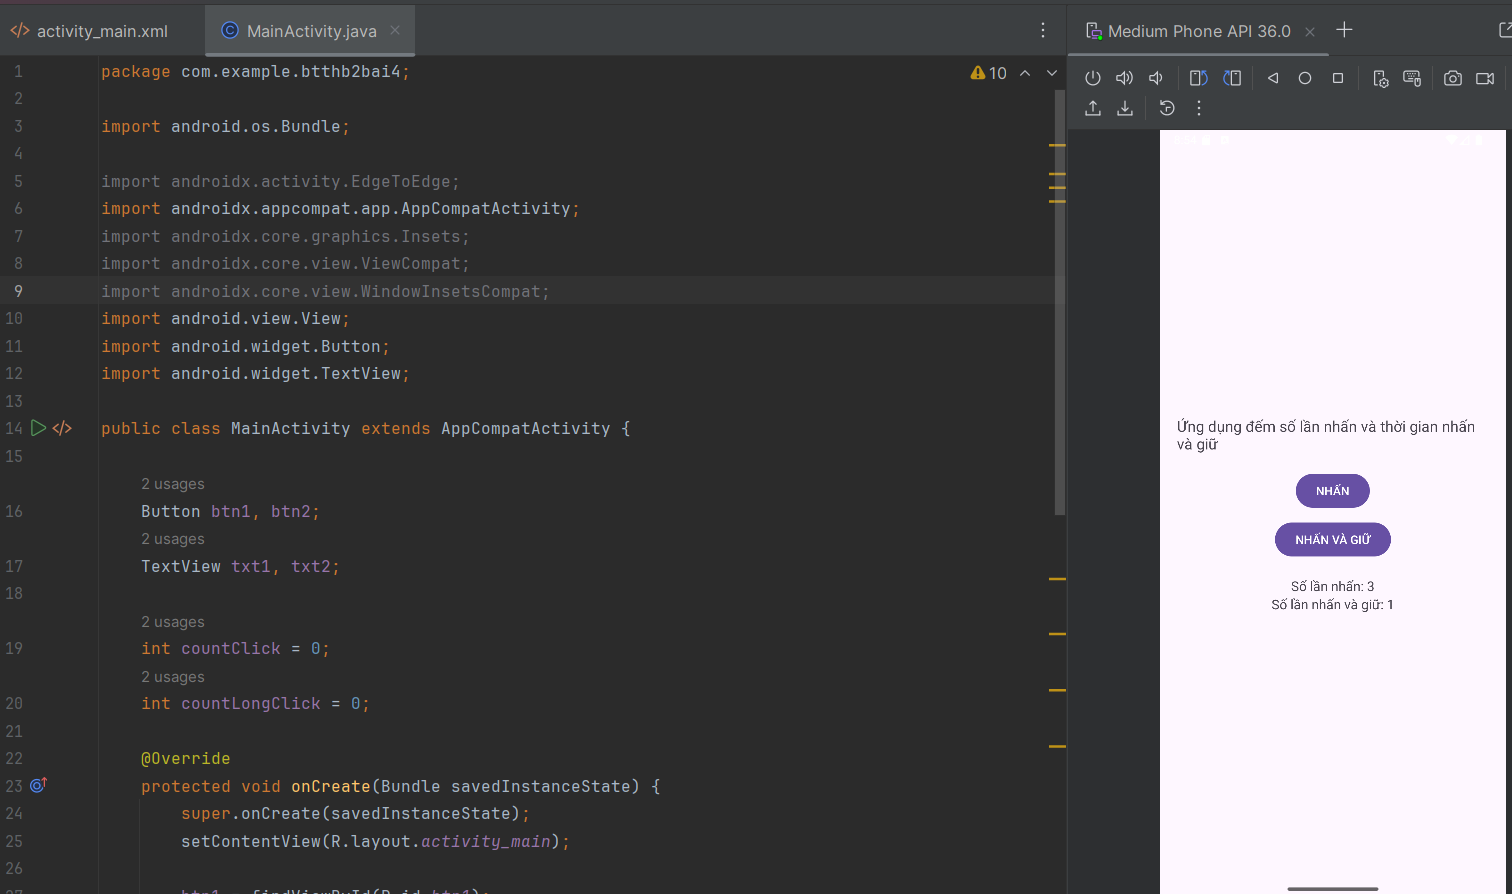 activity_main.xml
MainActivity.java
Medium Phone API 36.0
10
1 package com.example.btthb2bai4;
2
3 import android.os.Bundle;
4
5 import androidx.activity.EdgeToEdge;
6 import androidx.appcompat.app.AppCompatActivity;
7 import androidx.core.graphics.Insets;
8 import androidx.core.view.ViewCompat;
9 import androidx.core.view.WindowInsetsCompat;
10 import android.view.View;
11 import android.widget.Button;
12 import android.widget.TextView;
13
14 public class MainActivity extends AppCompatActivity {
15
2 usages
16 Button btn1, btn2;
2 usages
17 TextView txt1, txt2;
18
2 usages
19 int countClick = 0;
2 usages
20 int countLongClick = 0;
21
22 @Override
23 protected void onCreate(Bundle savedInstanceState) {
24 super.onCreate(savedInstanceState);
25 setContentView(R.layout.activity_main);
26
27 btn1 = findViewById(R.id.btn1);
Ứng dụng đếm số lần nhấn và thời gian nhấn
và giữ
NHẤN
NHẤN VÀ GIỮ
Số lần nhấn: 3
Số lần nhấn và giữ: 1